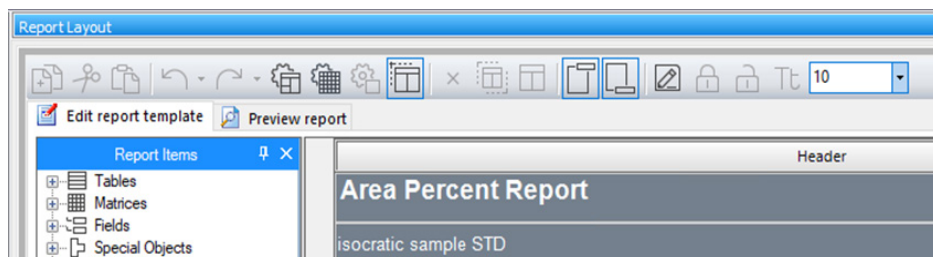 Report Layout
Tt 10
Edit report template Preview report
Report Items
Header
Tables
Area Percent Report
Matrices
Fields
isocratic sample STD
Special Objects